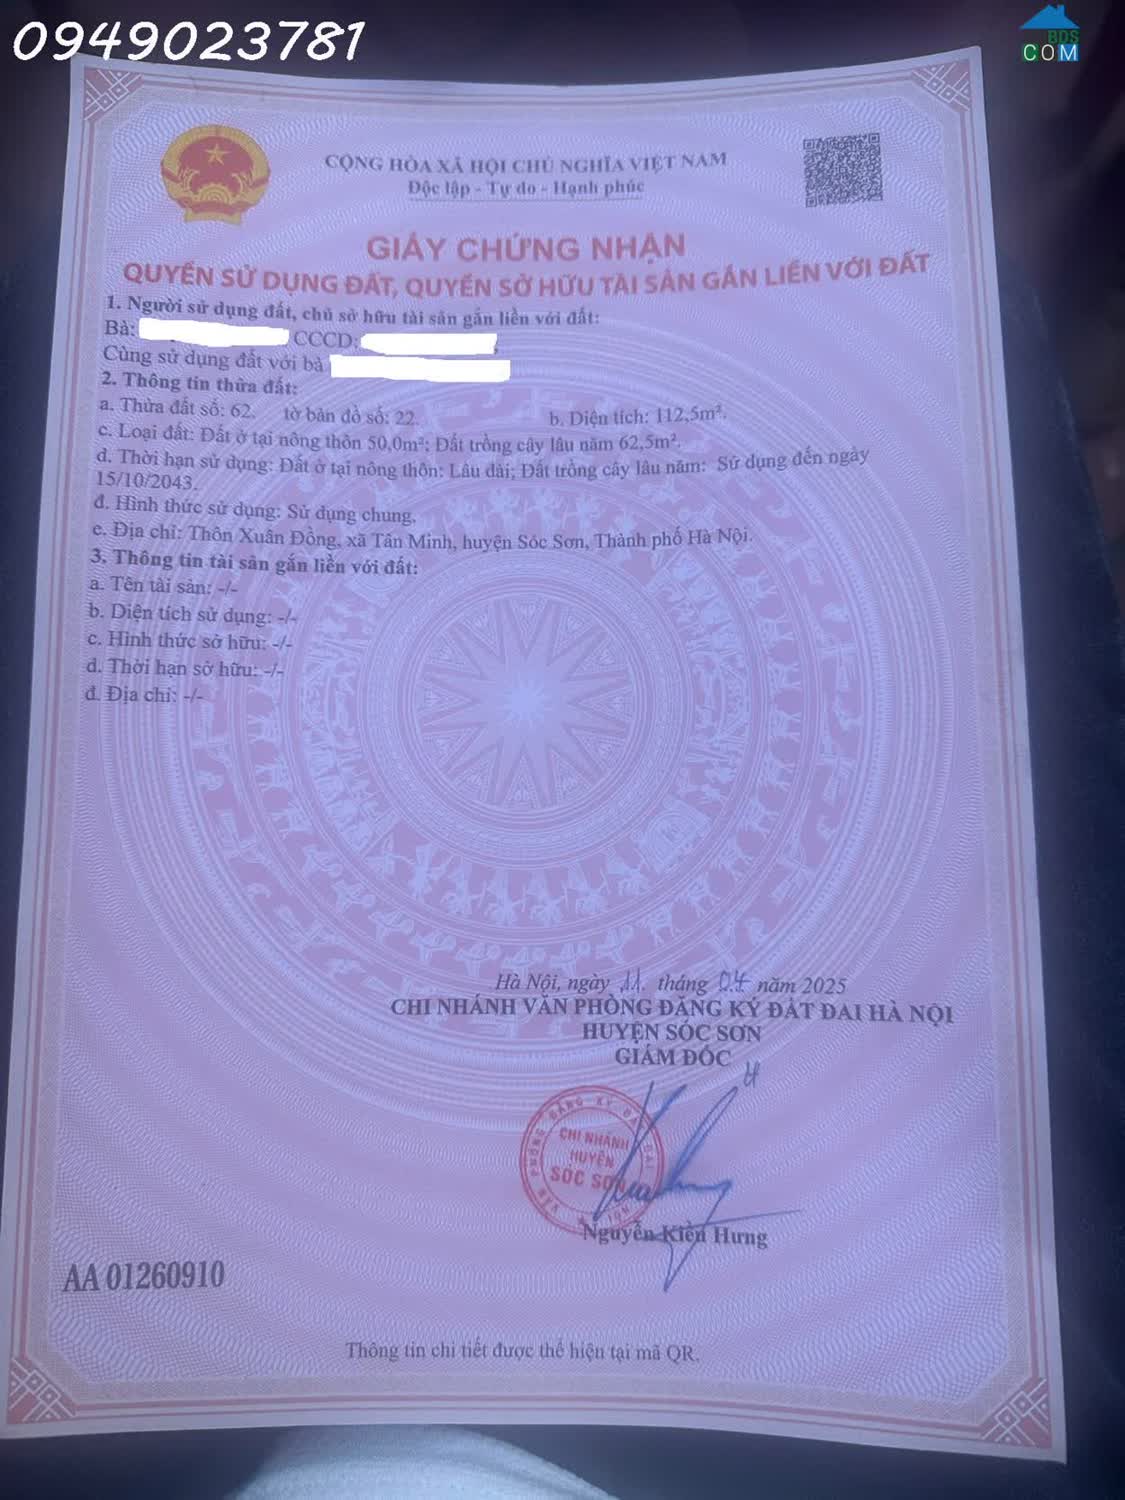 0949023781
BDS
COM
CỘNG HÒA XÃ HỘI CHỦ NGHĨA VIỆT NAM
Độc lập - Tự do - Hạnh phúc
GIẤY CHỨNG NHẬN
QUYỀN SỬ DỤNG ĐẤT, QUYỀN SỞ HỮU TÀI SẢN GẮN LIỀN VỚI ĐẤT
1. Người sử dụng đất, chủ sở hữu tài sản gắn liền với đất:
Bà: CCCD:
Cùng sử dụng đất với bà
2. Thông tin thửa đất:
a. Thửa đất số: 62. tờ bản đồ số: 22. b. Diện tích: 112,5m².
c. Loại đất: Đất ở tại nông thôn 50,0m²; Đất trồng cây lâu năm 62,5m².
d. Thời hạn sử dụng: Đất ở tại nông thôn: Lâu dài; Đất trồng cây lâu năm: Sử dụng đến ngày
15/10/2043.
đ. Hình thức sử dụng: Sử dụng chung.
e. Địa chỉ: Thôn Xuân Đồng, xã Tân Minh, huyện Sóc Sơn, Thành phố Hà Nội.
3. Thông tin tài sản gắn liền với đất:
a. Tên tài sản: -/-
b. Diện tích sử dụng: -/-
c. Hình thức sở hữu: -/-
d. Thời hạn sở hữu: -/-
đ. Địa chỉ: -/-
Hà Nội, ngày 11. tháng 04 năm 2025
CHI NHÁNH VĂN PHÒNG ĐĂNG KÝ ĐẤT ĐAI HÀ NỘI
HUYỆN SÓC SƠN
GIÁM ĐỐC
VĂN PHÒNG ĐĂNG KÝ ĐẤT ĐAI
CHI NHÁNH
HUYỆN
SÓC SƠN
Nguyễn Kiều Hưng
AA 01260910
Thông tin chi tiết được thể hiện tại mã QR.